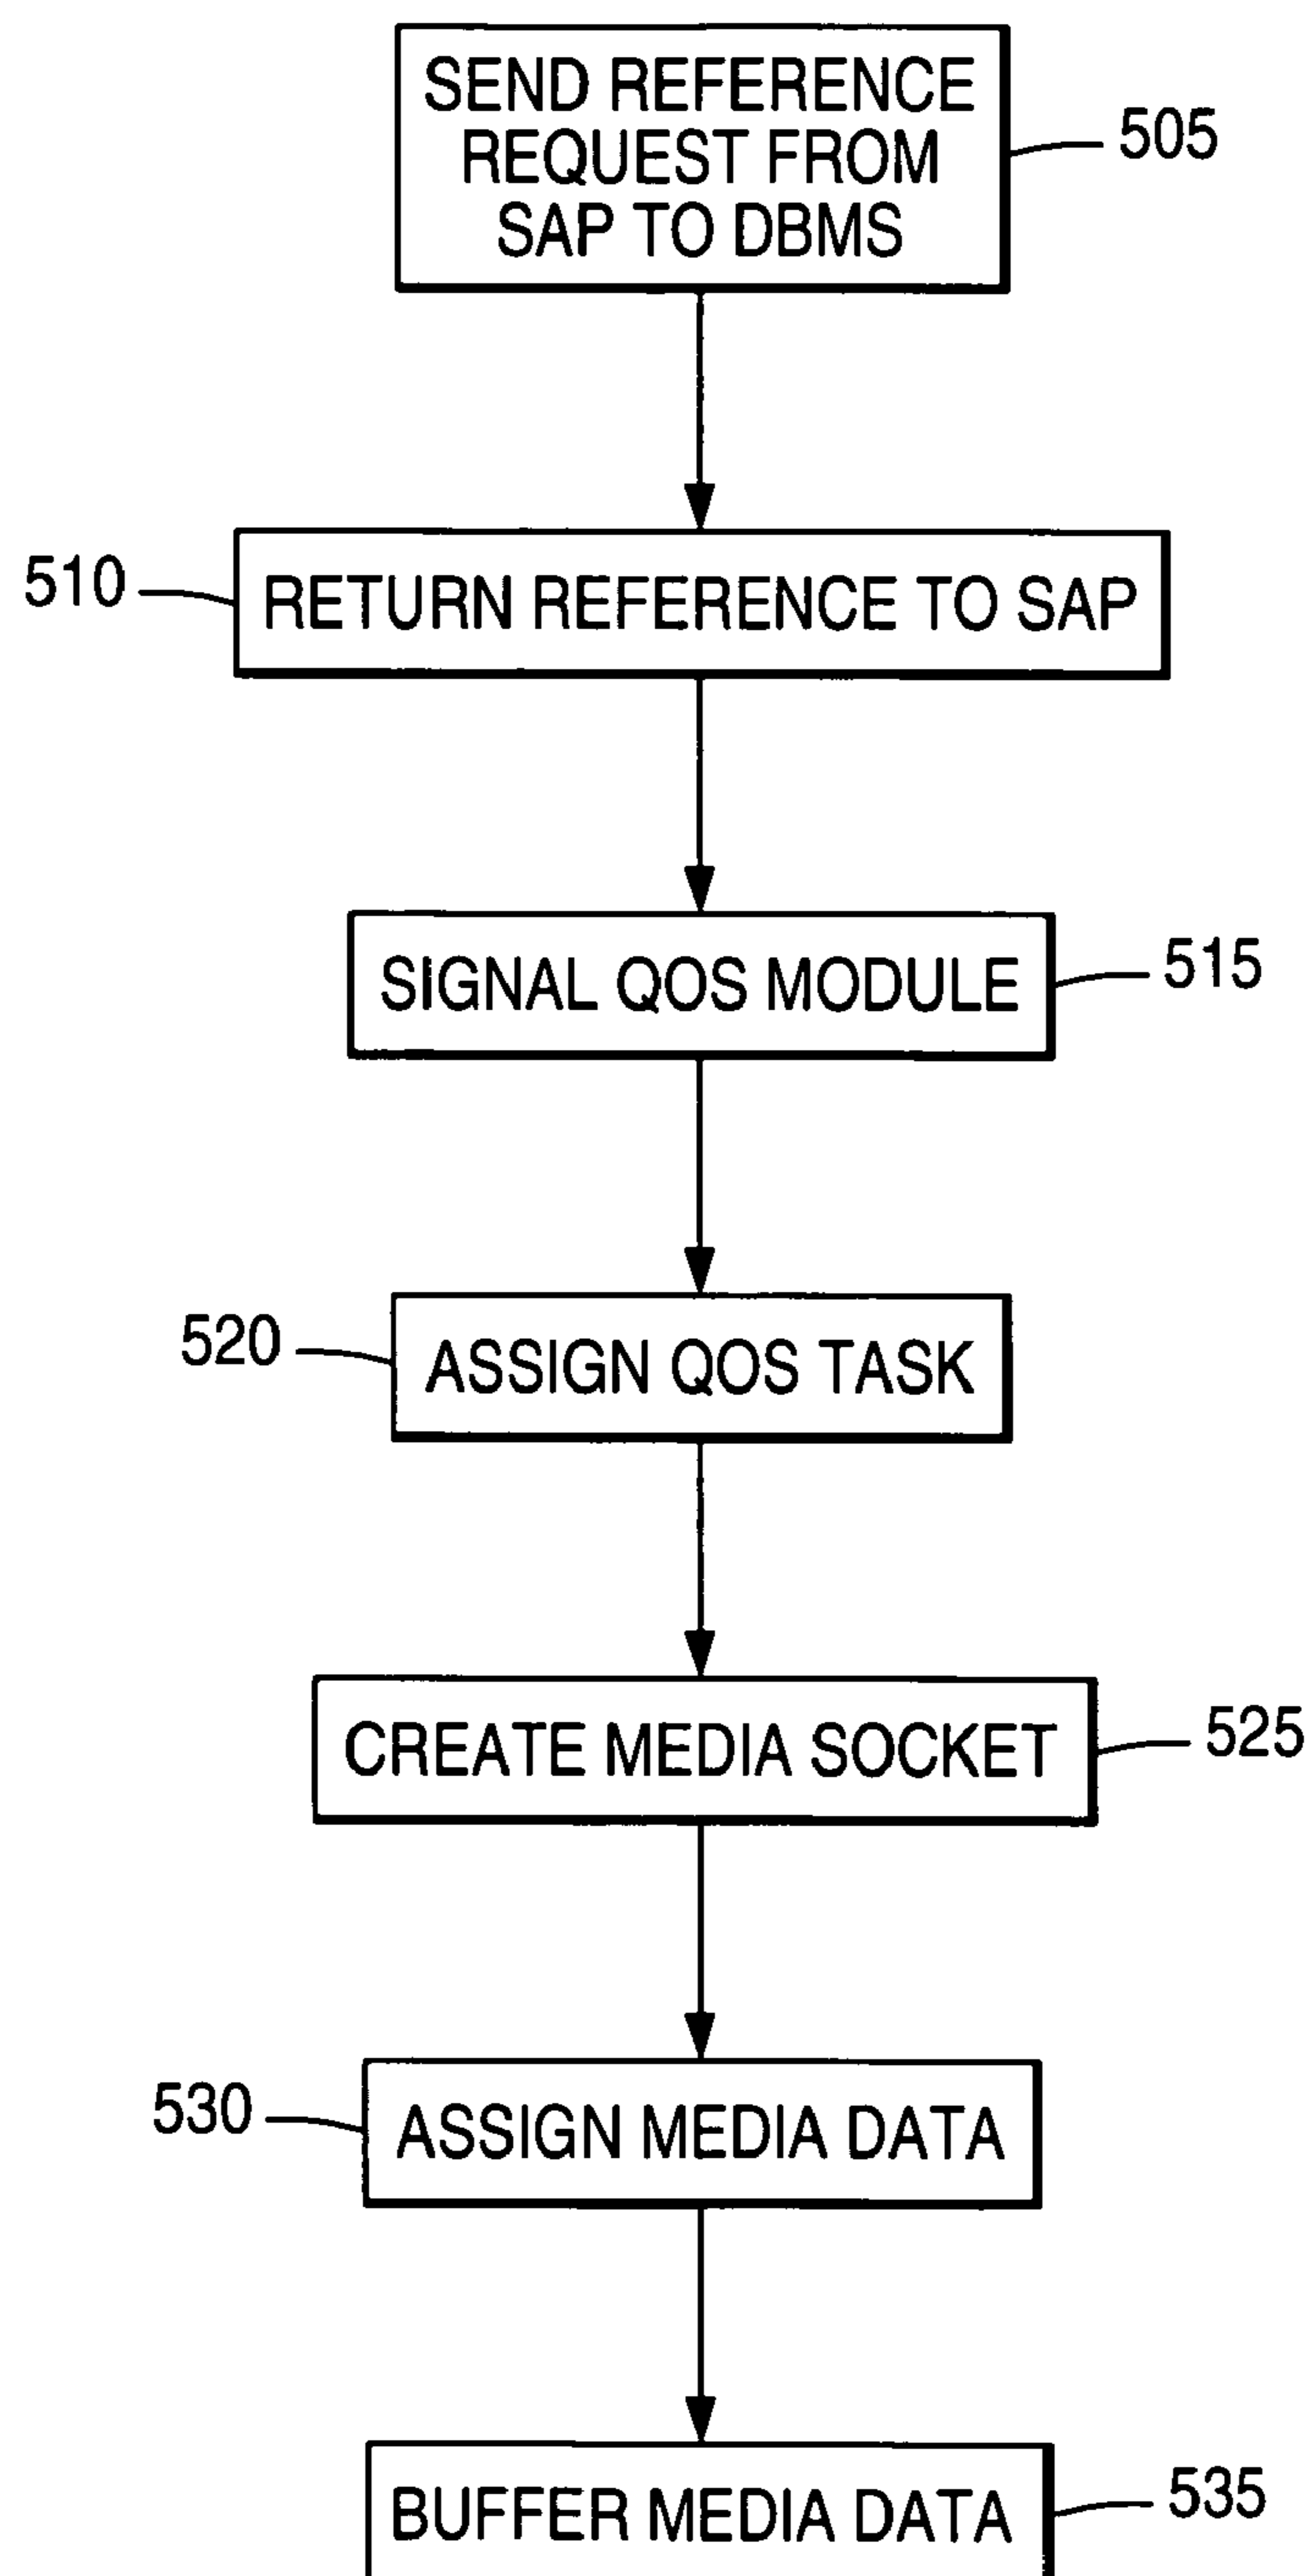 SEND REFERENCE
REQUEST FROM
SAP TO DBMS
505
510
RETURN REFERENCE TO SAP
SIGNAL QOS MODULE
515
520
ASSIGN QOS TASK
CREATE MEDIA SOCKET
525
530
ASSIGN MEDIA DATA
BUFFER MEDIA DATA
535